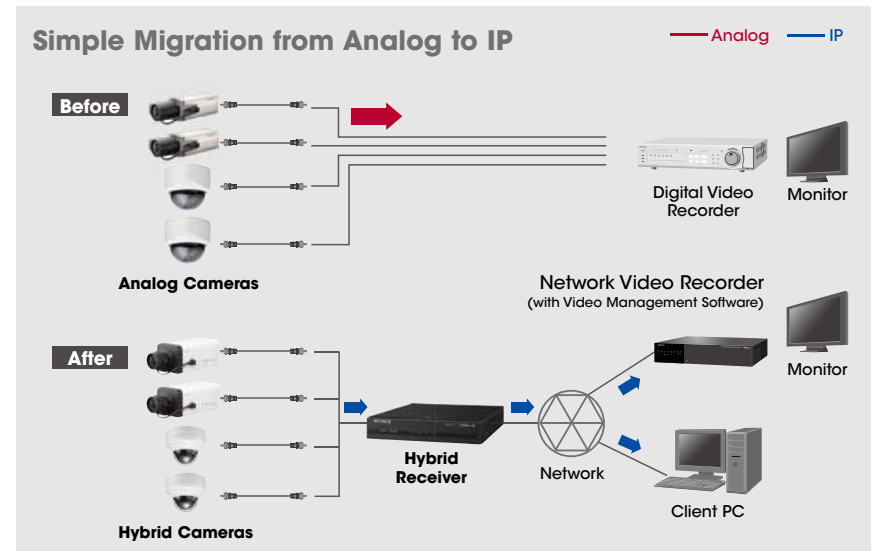 Simple Migration from Analog to IP
Analog
IP
Before
Digital Video
Recorder
Monitor
Analog Cameras
Network Video Recorder
(with Video Management Software)
After
Monitor
Hybrid
Receiver
Network
Client PC
Hybrid Cameras